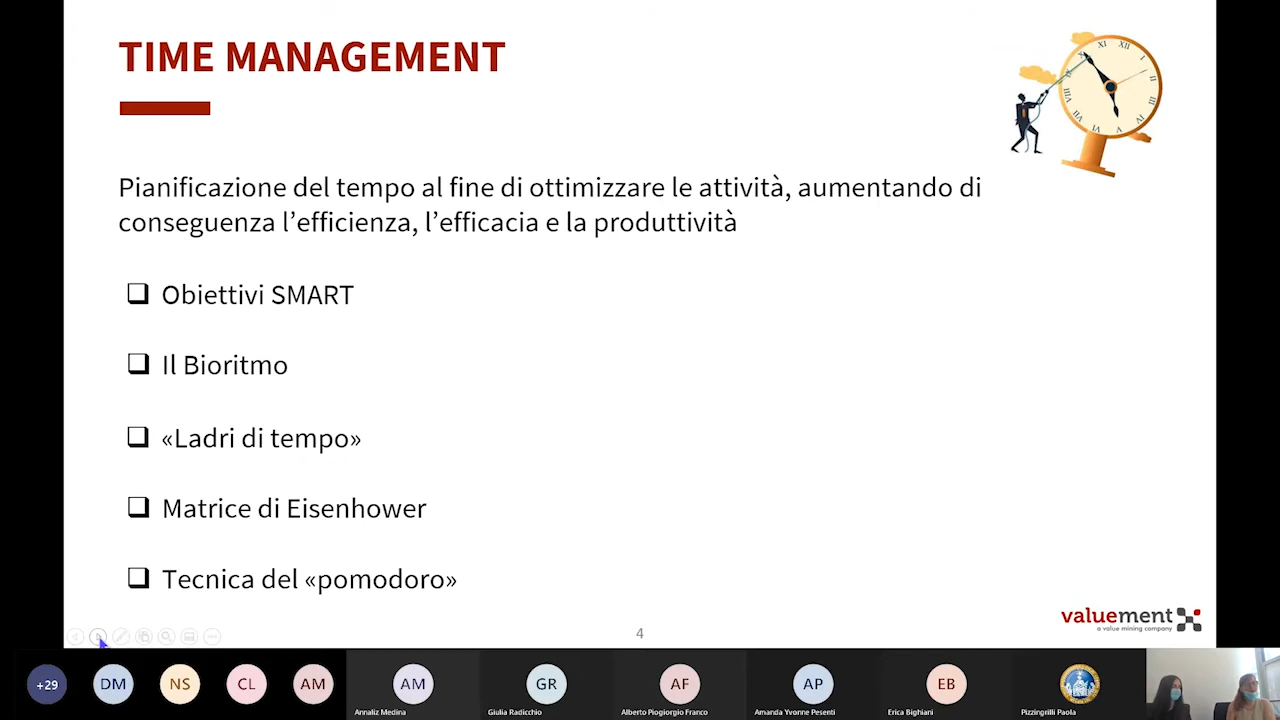 TIME MANAGEMENT
Pianificazione del tempo al fine di ottimizzare le attività, aumentando di
conseguenza l’efficienza, l’efficacia e la produttività
Obiettivi SMART
Il Bioritmo
«Ladri di tempo»
Matrice di Eisenhower
Tecnica del «pomodoro»
valuement
a value mining company
4
+29
DM
NS
CL
AM
AM
GR
AF
AP
EB
Annaliz Medina
Giulia Radicchio
Alberto Piogiorgio Franco
Amanda Yvonne Pesenti
Erica Bighiani
Pizzingrilli Paola